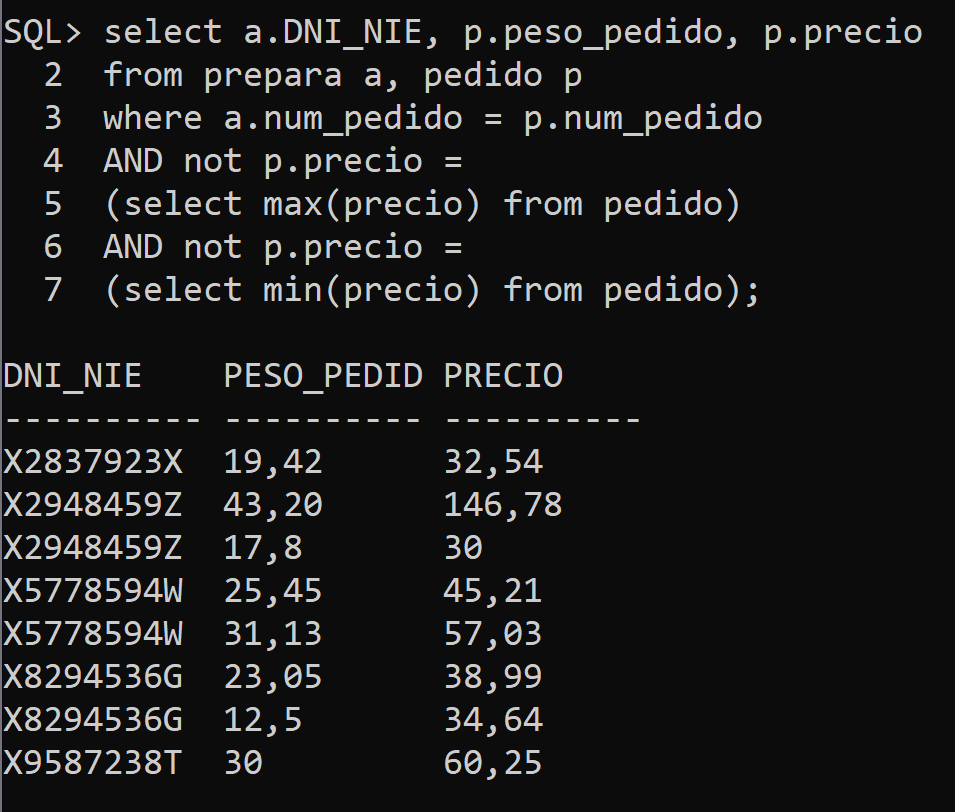 SQL> select a.DNI_NIE, p.peso_pedido, p.precio
  2  from prepara a, pedido p
  3  where a.num_pedido = p.num_pedido
  4  AND not p.precio =
  5  (select max(precio) from pedido)
  6  AND not p.precio =
  7  (select min(precio) from pedido);

DNI_NIE    PESO_PEDID PRECIO
---------- ---------- ----------
X2837923X  19,42      32,54
X2948459Z  43,20      146,78
X2948459Z  17,8       30
X5778594W  25,45      45,21
X5778594W  31,13      57,03
X8294536G  23,05      38,99
X8294536G  12,5       34,64
X9587238T  30         60,25